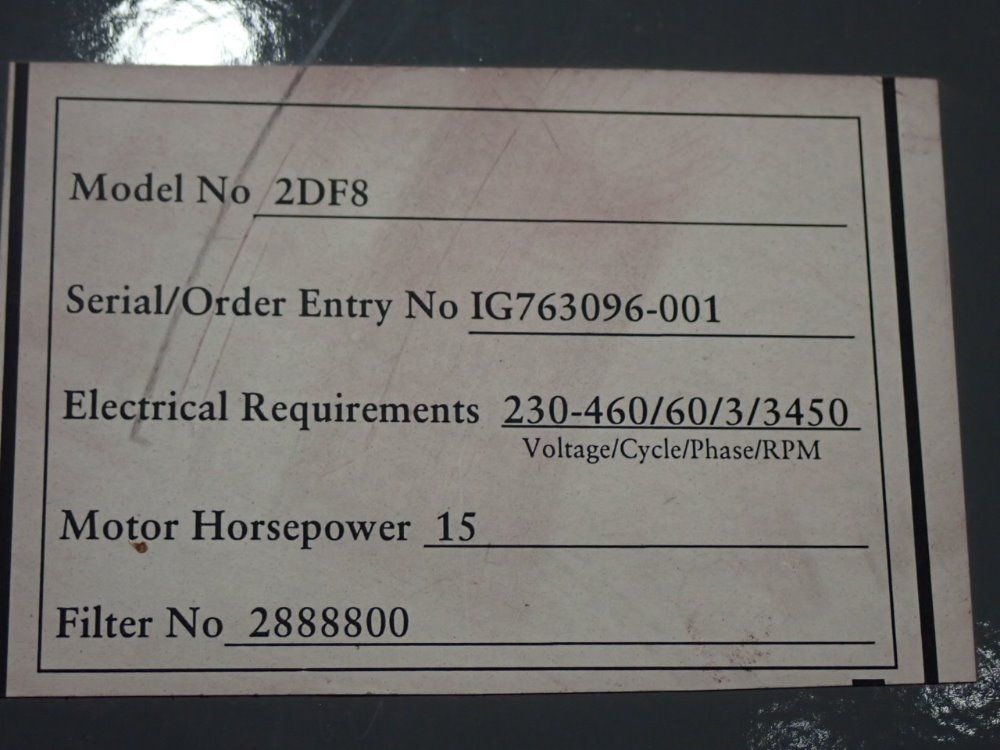 Model No 2DF8
Serial/Order Entry No IG763096-001
Electrical Requirements 230-460/60/3/3450
Voltage/Cycle/Phase/RPM
Motor Horsepower 15
Filter No 2888800